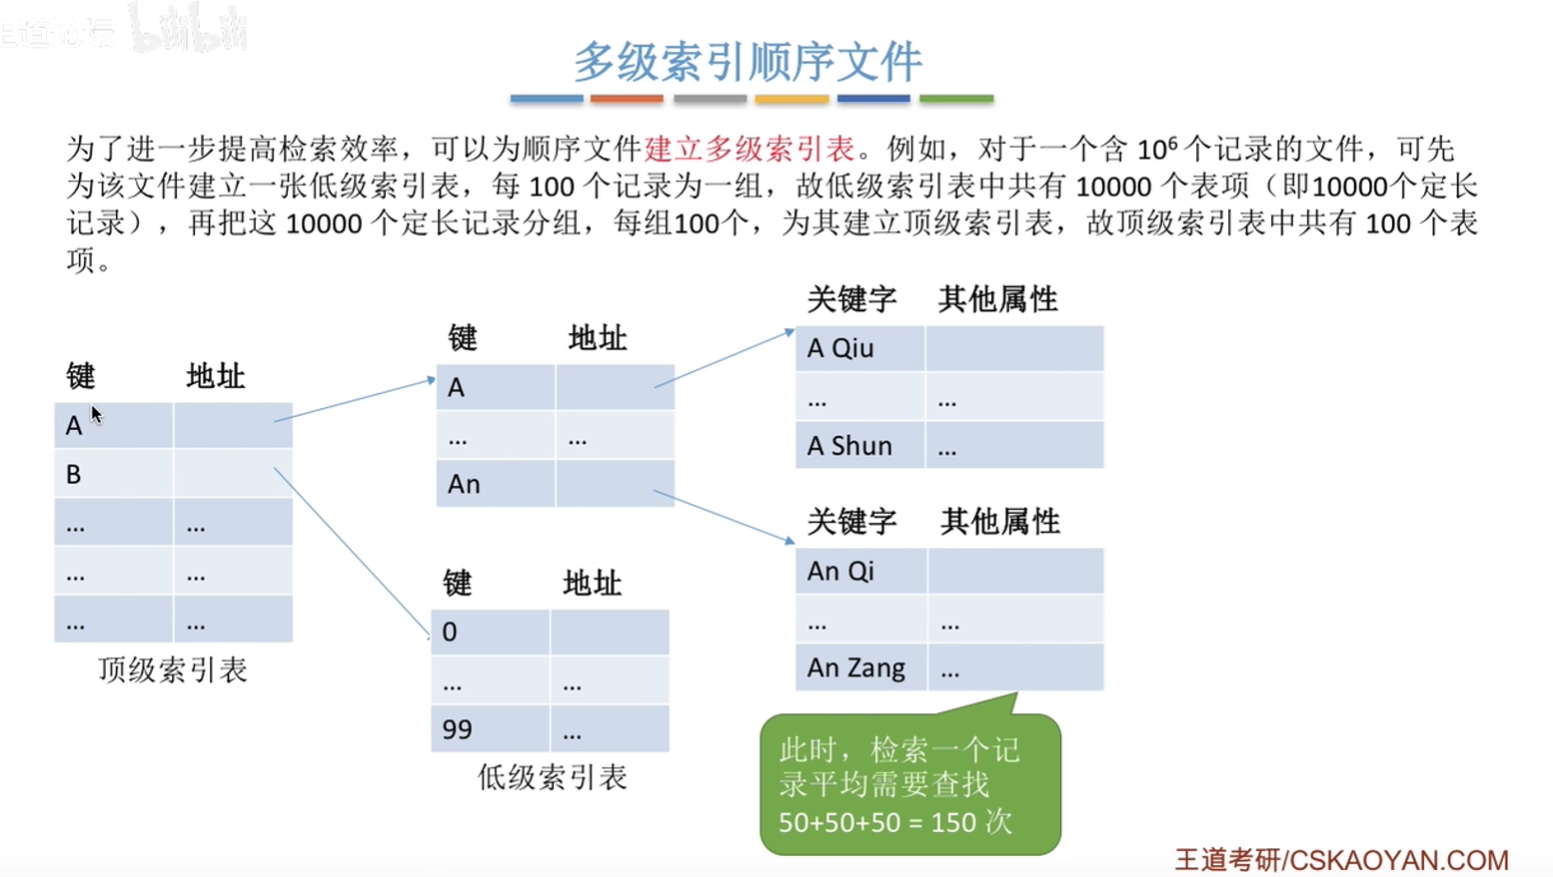 王道论坛 bilibili
多级索引顺序文件
为了进一步提高检索效率，可以为顺序文件建立多级索引表。例如，对于一个含 10⁶ 个记录的文件，可先
为该文件建立一张低级索引表，每 100 个记录为一组，故低级索引表中共有 10000 个表项（即10000个定长
记录），再把这 10000 个定长记录分组，每组100个，为其建立顶级索引表，故顶级索引表中共有 100 个表
项。
键 地址
A
B
... ...
... ...
... ...
顶级索引表
键 地址
A
... ...
An
键 地址
0
... ...
99 ...
低级索引表
关键字 其他属性
A Qiu
... ...
A Shun ...
关键字 其他属性
An Qi
... ...
An Zang ...
此时，检索一个记
录平均需要查找
50+50+50 = 150 次
王道考研/CSKAOYAN.COM